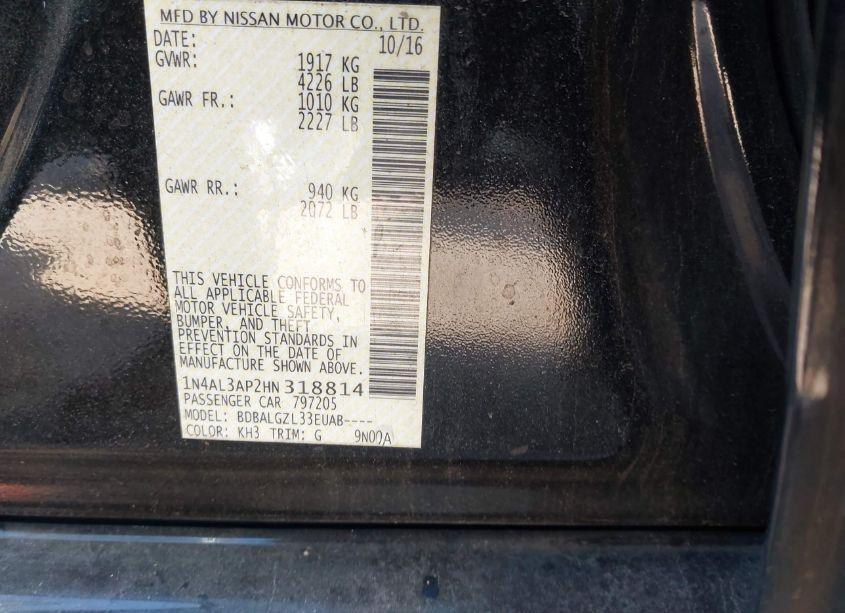 MFD BY NISSAN MOTOR CO., LTD.
DATE: 10/16
GVWR: 1917 KG
4226 LB
GAWR FR.: 1010 KG
2227 LB
GAWR RR.: 940 KG
2072 LB
THIS VEHICLE CONFORMS TO
ALL APPLICABLE FEDERAL
MOTOR VEHICLE SAFETY,
BUMPER, AND THEFT
PREVENTION STANDARDS IN
EFFECT ON THE DATE OF
MANUFACTURE SHOWN ABOVE.
1N4AL3AP2HN 318814
PASSENGER CAR 797205
MODEL: BDBALGZL33EUAB----
COLOR: KH3 TRIM: G 9N00A